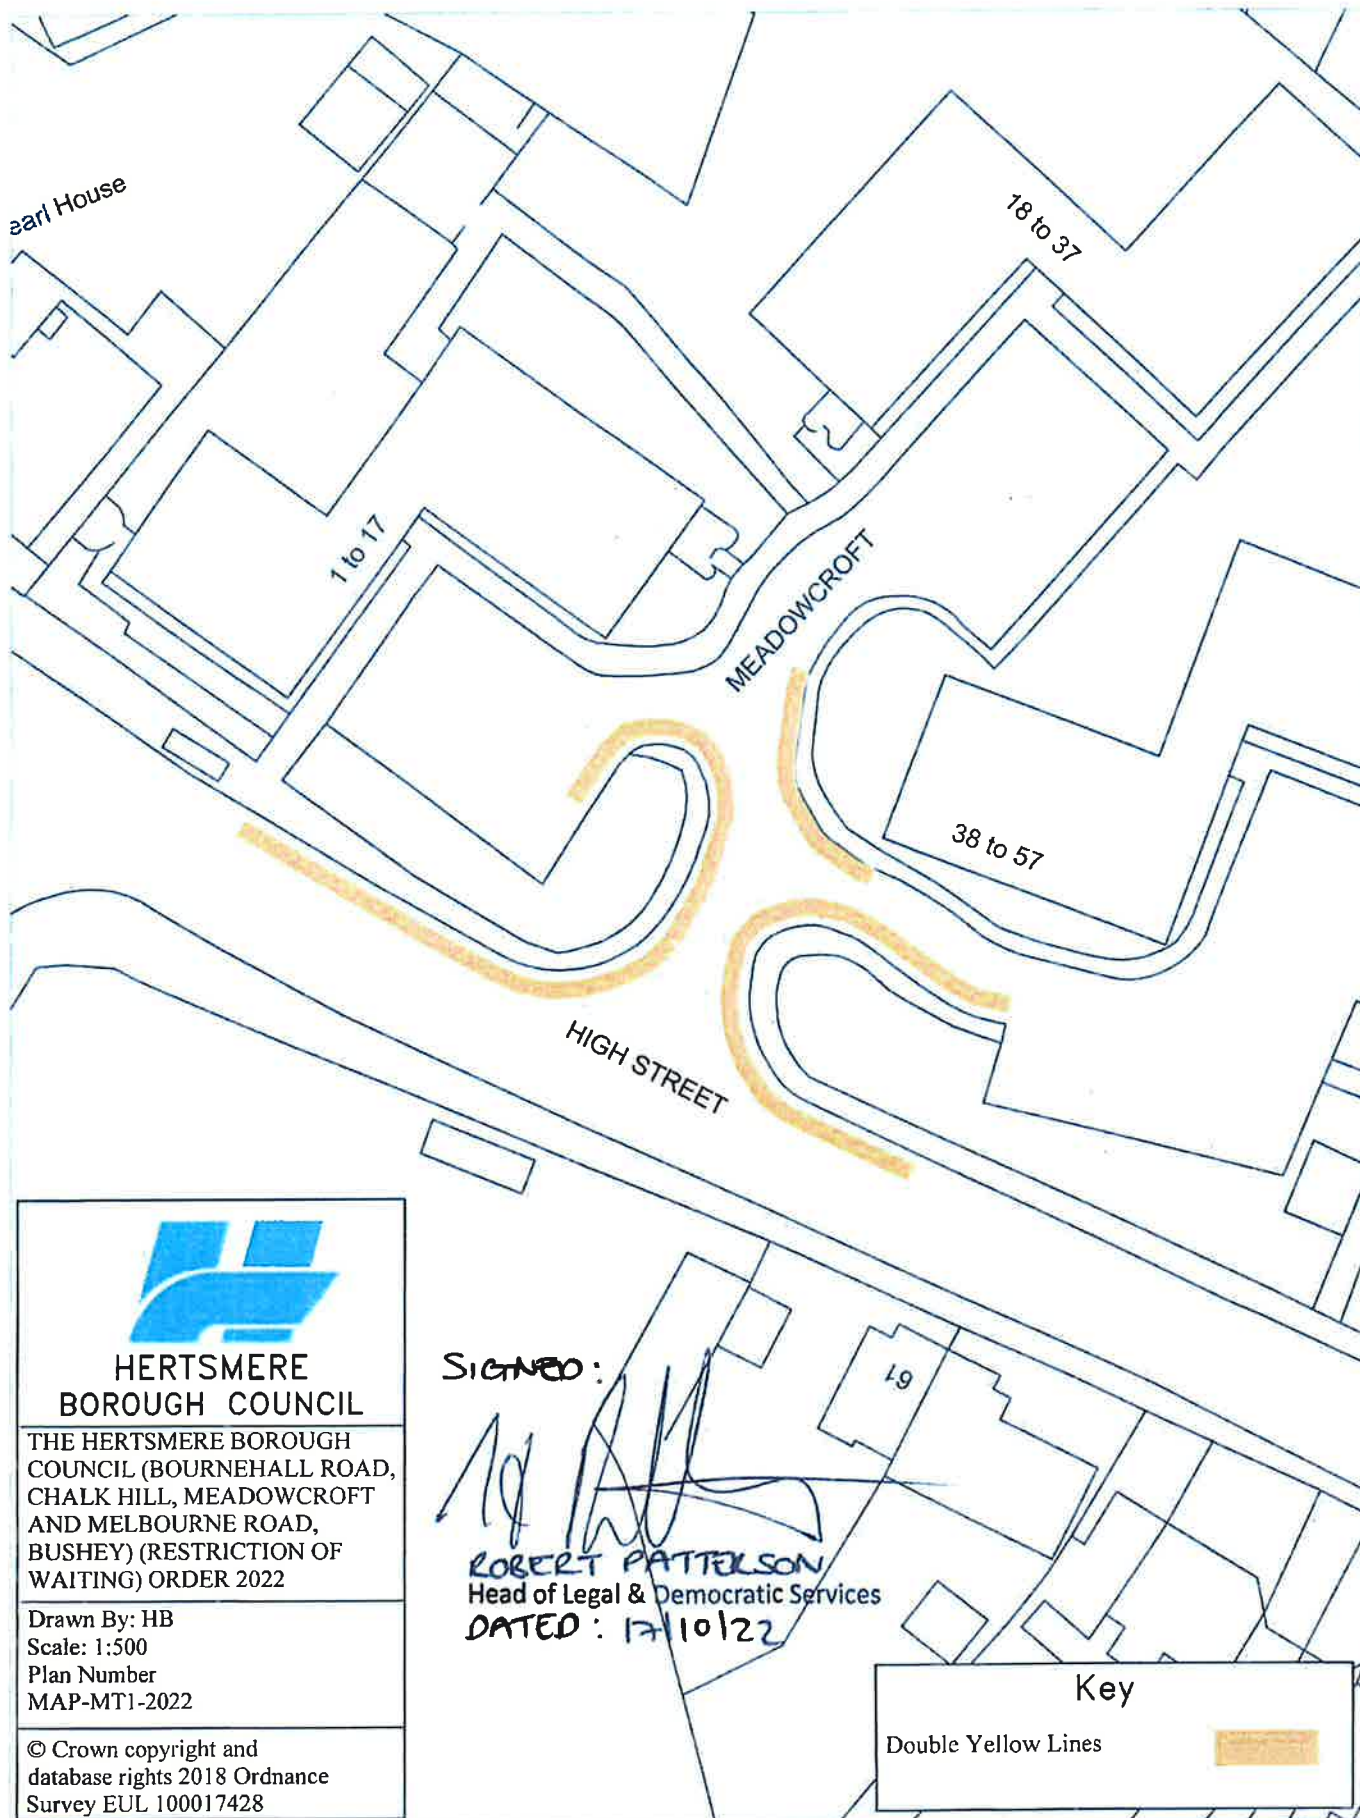 earl House
18 to 37
1 to 17
MEADOWCROFT
38 to 57
HIGH STREET
61
HERTSMERE
BOROUGH COUNCIL
THE HERTSMERE BOROUGH
COUNCIL (BOURNEHALL ROAD,
CHALK HILL, MEADOWCROFT
AND MELBOURNE ROAD,
BUSHEY) (RESTRICTION OF
WAITING) ORDER 2022
Drawn By: HB
Scale: 1:500
Plan Number
MAP-MT1-2022
© Crown copyright and
database rights 2018 Ordnance
Survey EUL 100017428
SIGNED:
ROBERT PATTERSON
Head of Legal & Democratic Services
DATED: 17/10/22
Key
Double Yellow Lines